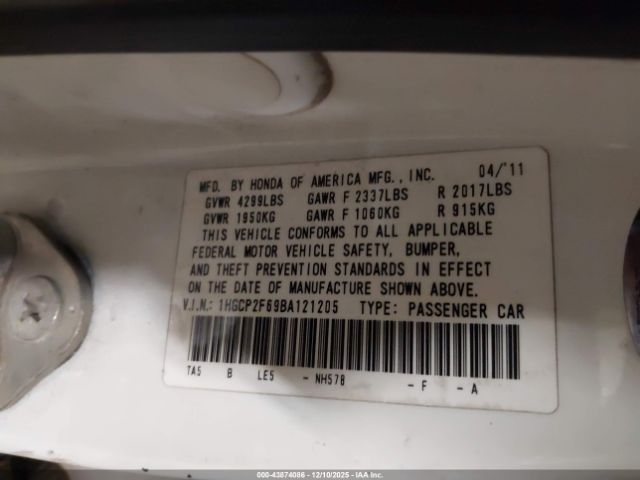 MFD. BY HONDA OF AMERICA MFG., INC. 04/'11
GVWR 4299LBS GAWR F 2337LBS R 2017LBS
GVWR 1950KG GAWR F 1060KG R 915KG
THIS VEHICLE CONFORMS TO ALL APPLICABLE
FEDERAL MOTOR VEHICLE SAFETY, BUMPER,
AND THEFT PREVENTION STANDARDS IN EFFECT
ON THE DATE OF MANUFACTURE SHOWN ABOVE.
V.I.N.: 1HGCP2F69BA121205 TYPE: PASSENGER CAR
TA5 B LE5 - NH578 - F - A
000-43874086 - 12/10/2025 - IAA Inc.